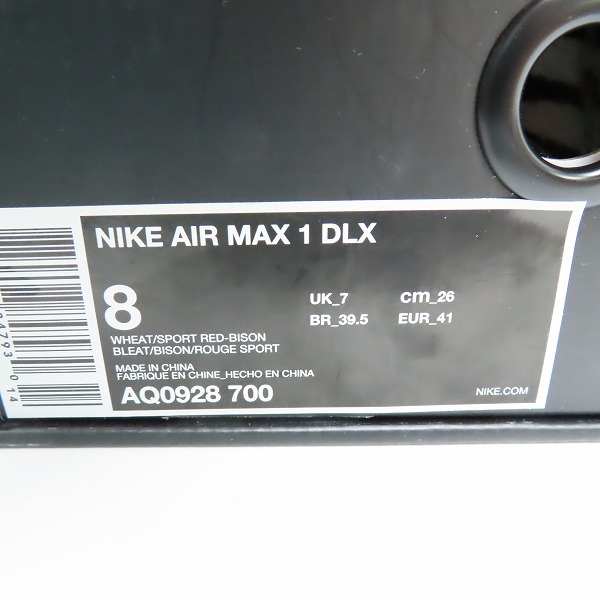 NIKE AIR MAX 1 DLX
8
UK_7 cm_26
BR_39.5 EUR_41
WHEAT/SPORT RED-BISON
BLEAT/BISON/ROUGE SPORT
MADE IN CHINA
FABRIQUE EN CHINE_HECHO EN CHINA
AQ0928 700
NIKE.COM
014